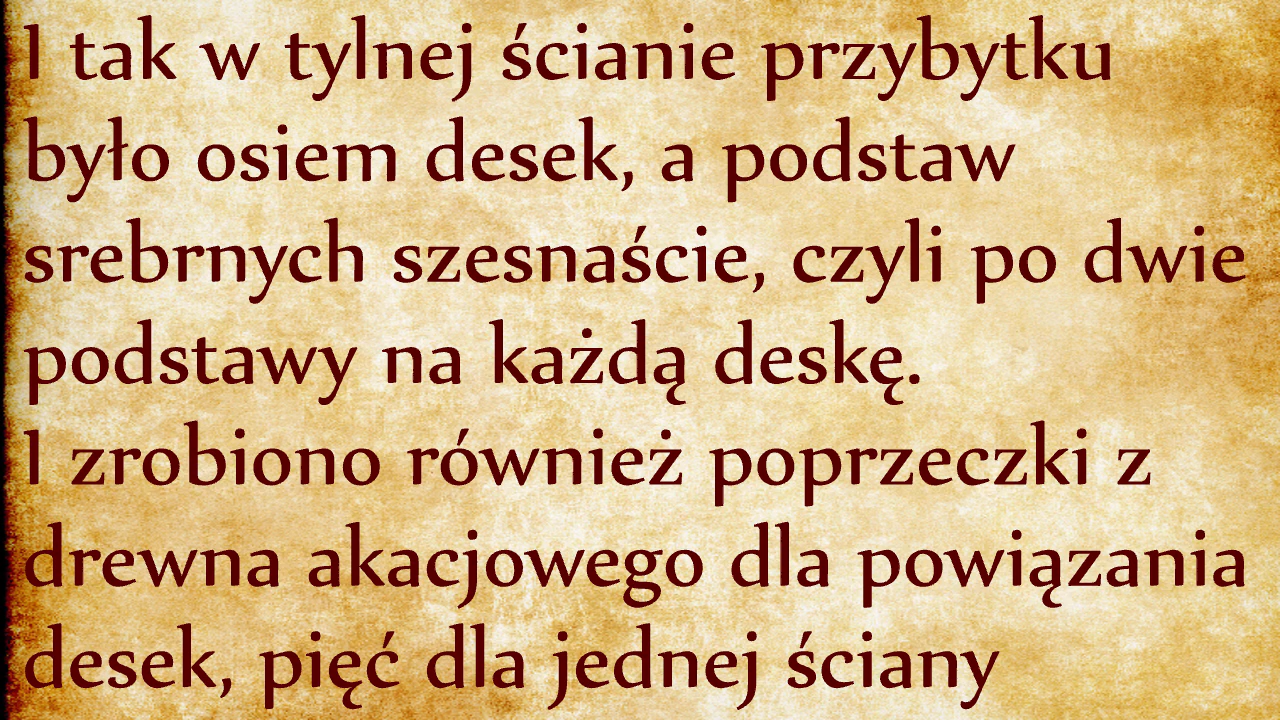 I tak w tylnej ścianie przybytku
było osiem desek, a podstaw
srebrnych szesnaście, czyli po dwie
podstawy na każdą deskę.
I zrobiono również poprzeczki z
drewna akacjowego dla powiązania
desek, pięć dla jednej ściany